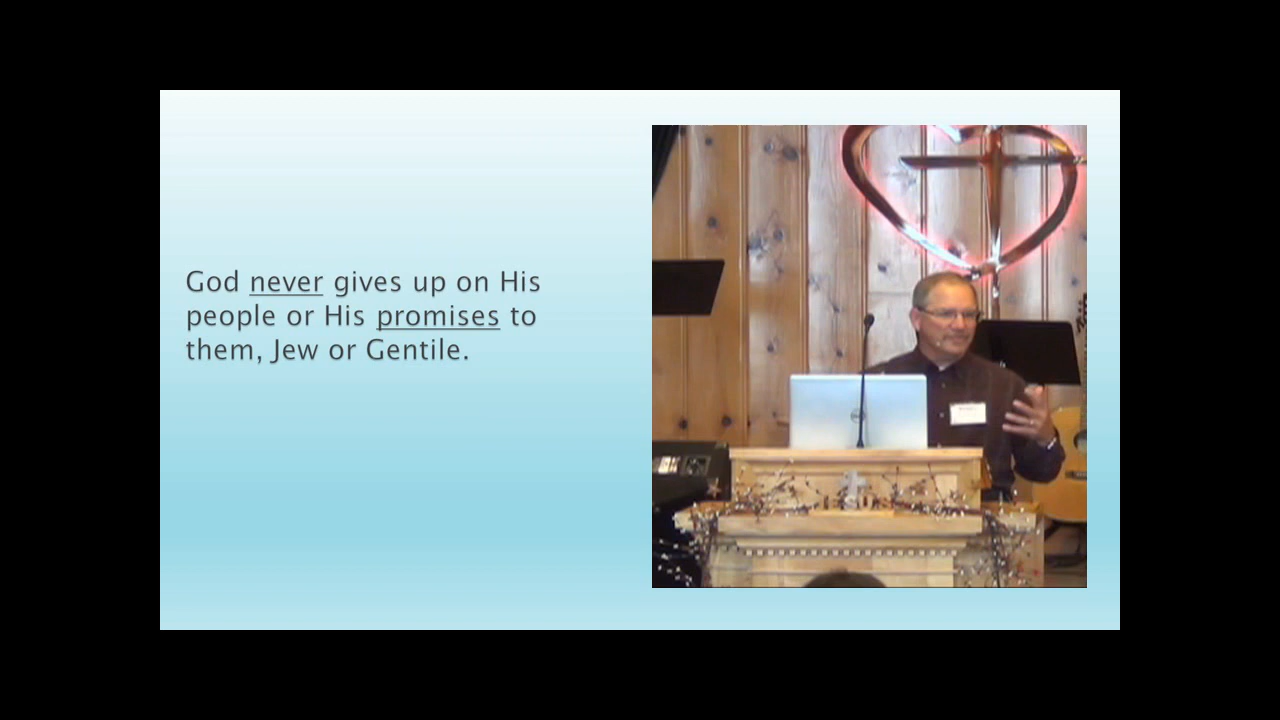 God never gives up on His
people or His promises to
them, Jew or Gentile.